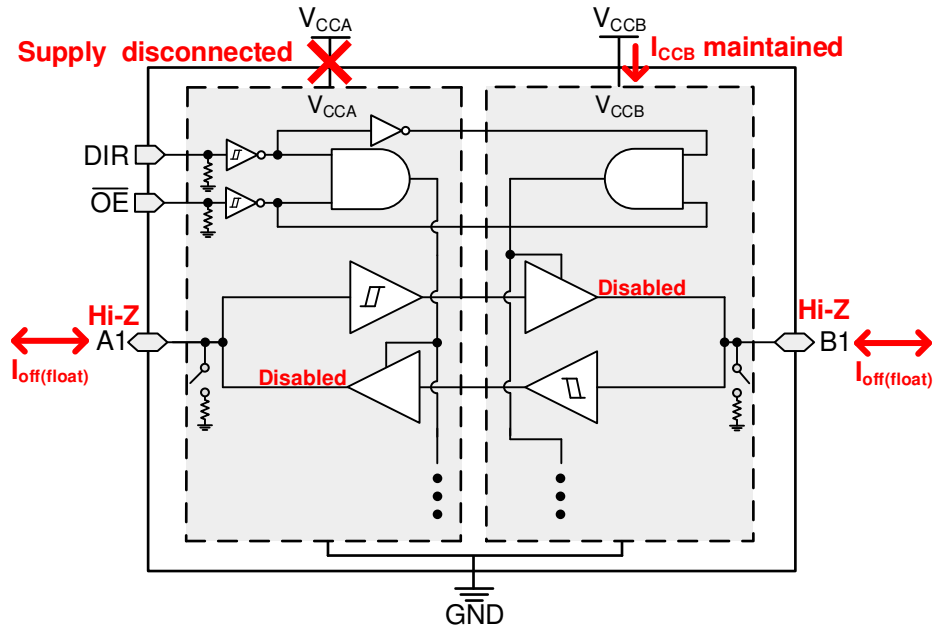 VCCA
VCCB
Supply disconnected
ICCB maintained
VCCA
VCCB
DIR
OE
Disabled
Hi-Z
Hi-Z
A1
B1
Ioff(float)
Disabled
Ioff(float)
GND